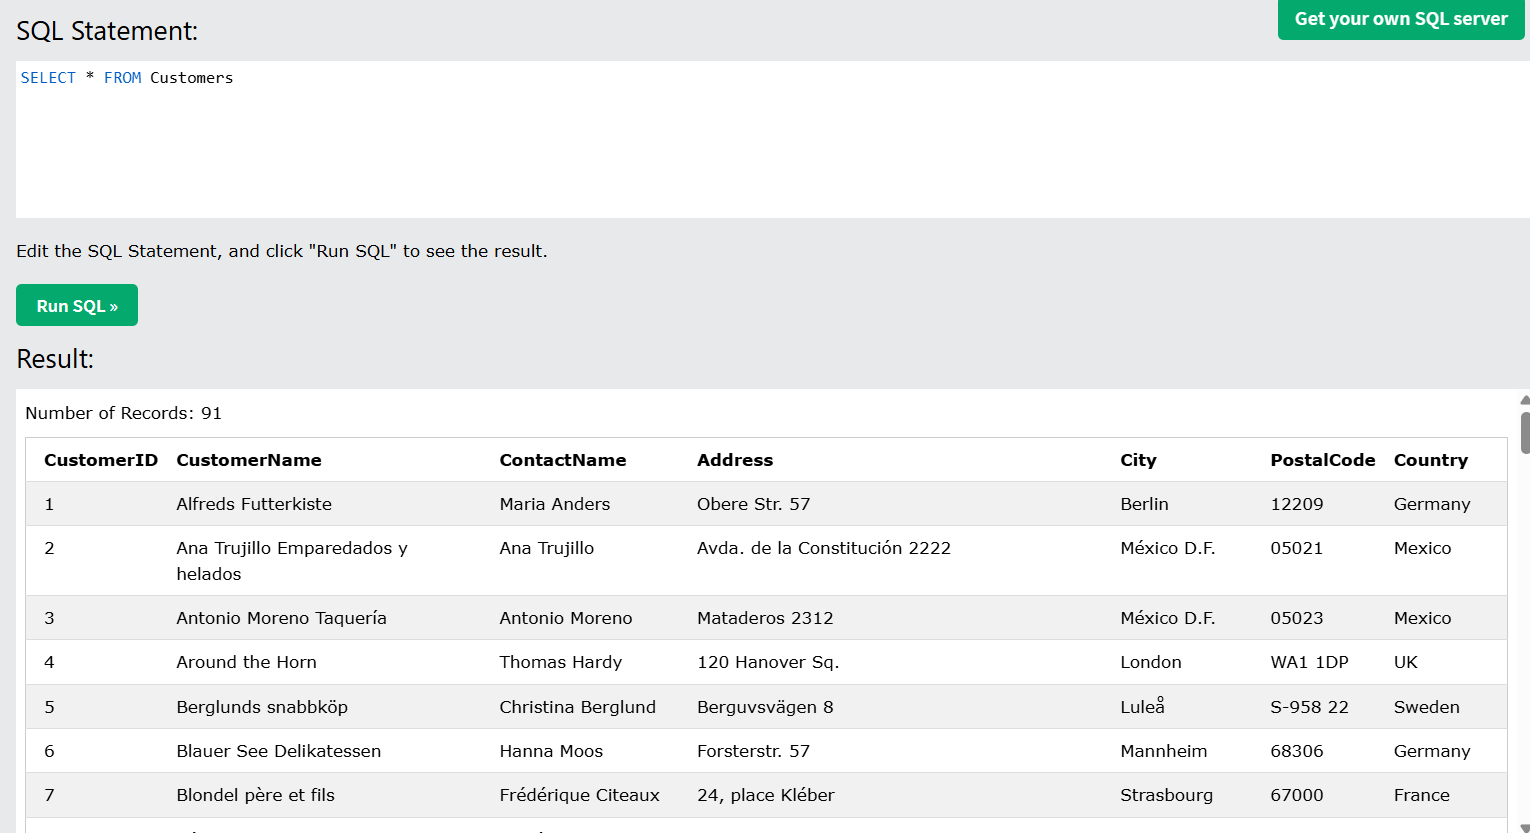 SQL Statement:
Get your own SQL server
SELECT * FROM Customers
Edit the SQL Statement, and click "Run SQL" to see the result.
Run SQL »
Result:
Number of Records: 91
CustomerID CustomerName ContactName Address City PostalCode Country
1 Alfreds Futterkiste Maria Anders Obere Str. 57 Berlin 12209 Germany
2 Ana Trujillo Emparedados y Ana Trujillo Avda. de la Constitución 2222 México D.F. 05021 Mexico
helados
3 Antonio Moreno Taquería Antonio Moreno Mataderos 2312 México D.F. 05023 Mexico
4 Around the Horn Thomas Hardy 120 Hanover Sq. London WA1 1DP UK
5 Berglunds snabbköp Christina Berglund Berguvsvägen 8 Luleå S-958 22 Sweden
6 Blauer See Delikatessen Hanna Moos Forsterstr. 57 Mannheim 68306 Germany
7 Blondel père et fils Frédérique Citeaux 24, place Kléber Strasbourg 67000 France